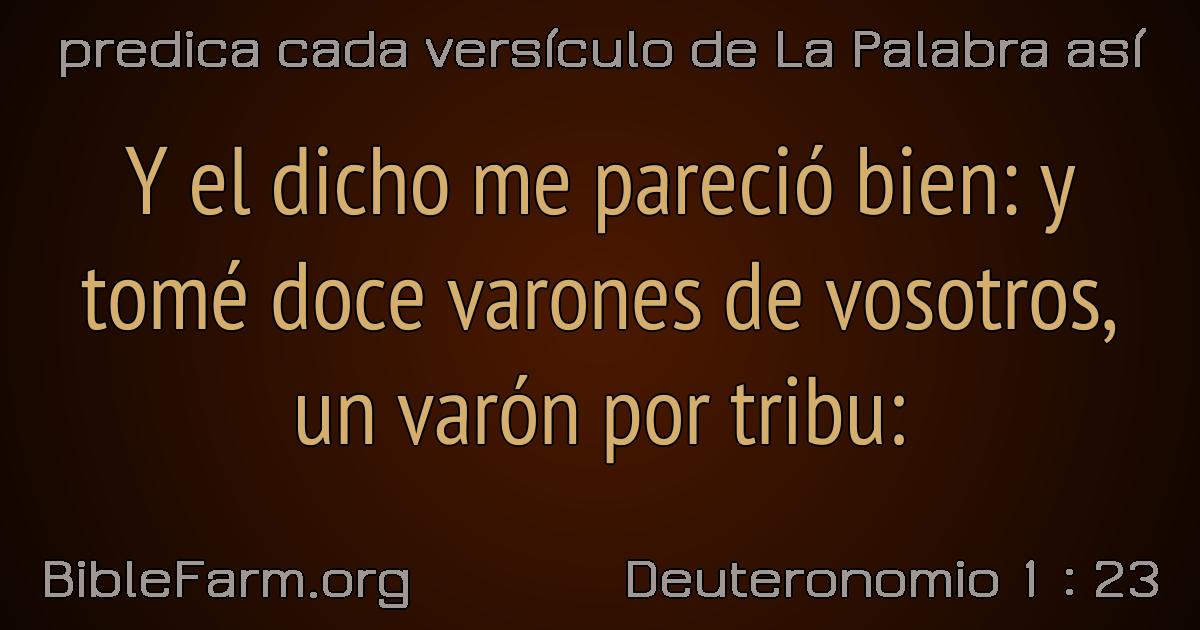 predica cada versículo de La Palabra así
Y el dicho me pareció bien: y
tomé doce varones de vosotros,
un varón por tribu:
BibleFarm.org
Deuteronomio 1 : 23